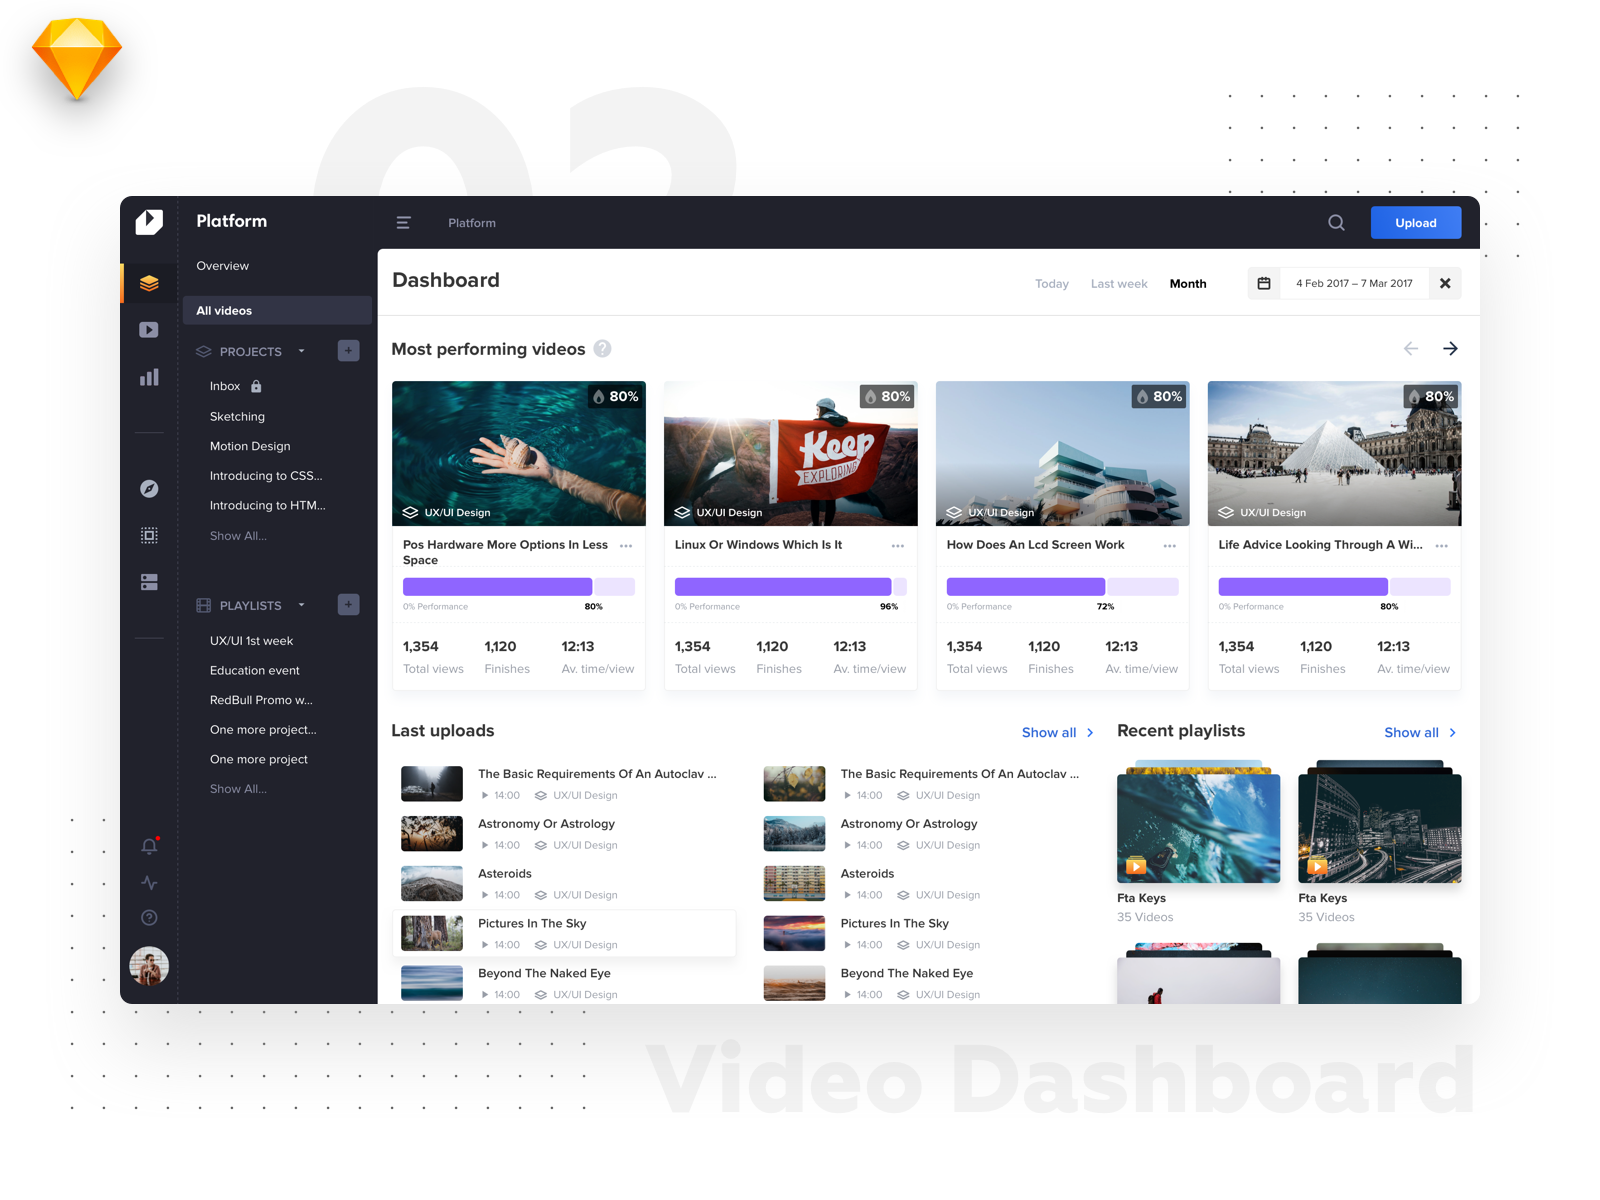 02
Platform
Overview
All videos
PROJECTS
Inbox
Sketching
Motion Design
Introducing to CSS...
Introducing to HTM...
Show All...
PLAYLISTS
UX/UI 1st week
Education event
RedBull Promo w...
One more project...
One more project
Show All...
Platform
Upload
Dashboard
Today
Last week
Month
4 Feb 2017 – 7 Mar 2017
Most performing videos ?
80%
UX/UI Design
Pos Hardware More Options In Less
Space
0% Performance 80%
1,354 1,120 12:13
Total views Finishes Av. time/view
80%
Keep
EXPLORING
UX/UI Design
Linux Or Windows Which Is It
0% Performance 96%
1,354 1,120 12:13
Total views Finishes Av. time/view
80%
UX/UI Design
How Does An Lcd Screen Work
0% Performance 72%
1,354 1,120 12:13
Total views Finishes Av. time/view
80%
UX/UI Design
Life Advice Looking Through A Wi...
0% Performance 80%
1,354 1,120 12:13
Total views Finishes Av. time/view
Last uploads
Show all
The Basic Requirements Of An Autoclav ...
14:00 UX/UI Design
Astronomy Or Astrology
14:00 UX/UI Design
Asteroids
14:00 UX/UI Design
Pictures In The Sky
14:00 UX/UI Design
Beyond The Naked Eye
14:00 UX/UI Design
The Basic Requirements Of An Autoclav ...
14:00 UX/UI Design
Astronomy Or Astrology
14:00 UX/UI Design
Asteroids
14:00 UX/UI Design
Pictures In The Sky
14:00 UX/UI Design
Beyond The Naked Eye
14:00 UX/UI Design
Recent playlists
Show all
Fta Keys
35 Videos
Fta Keys
35 Videos
Video Dashboard